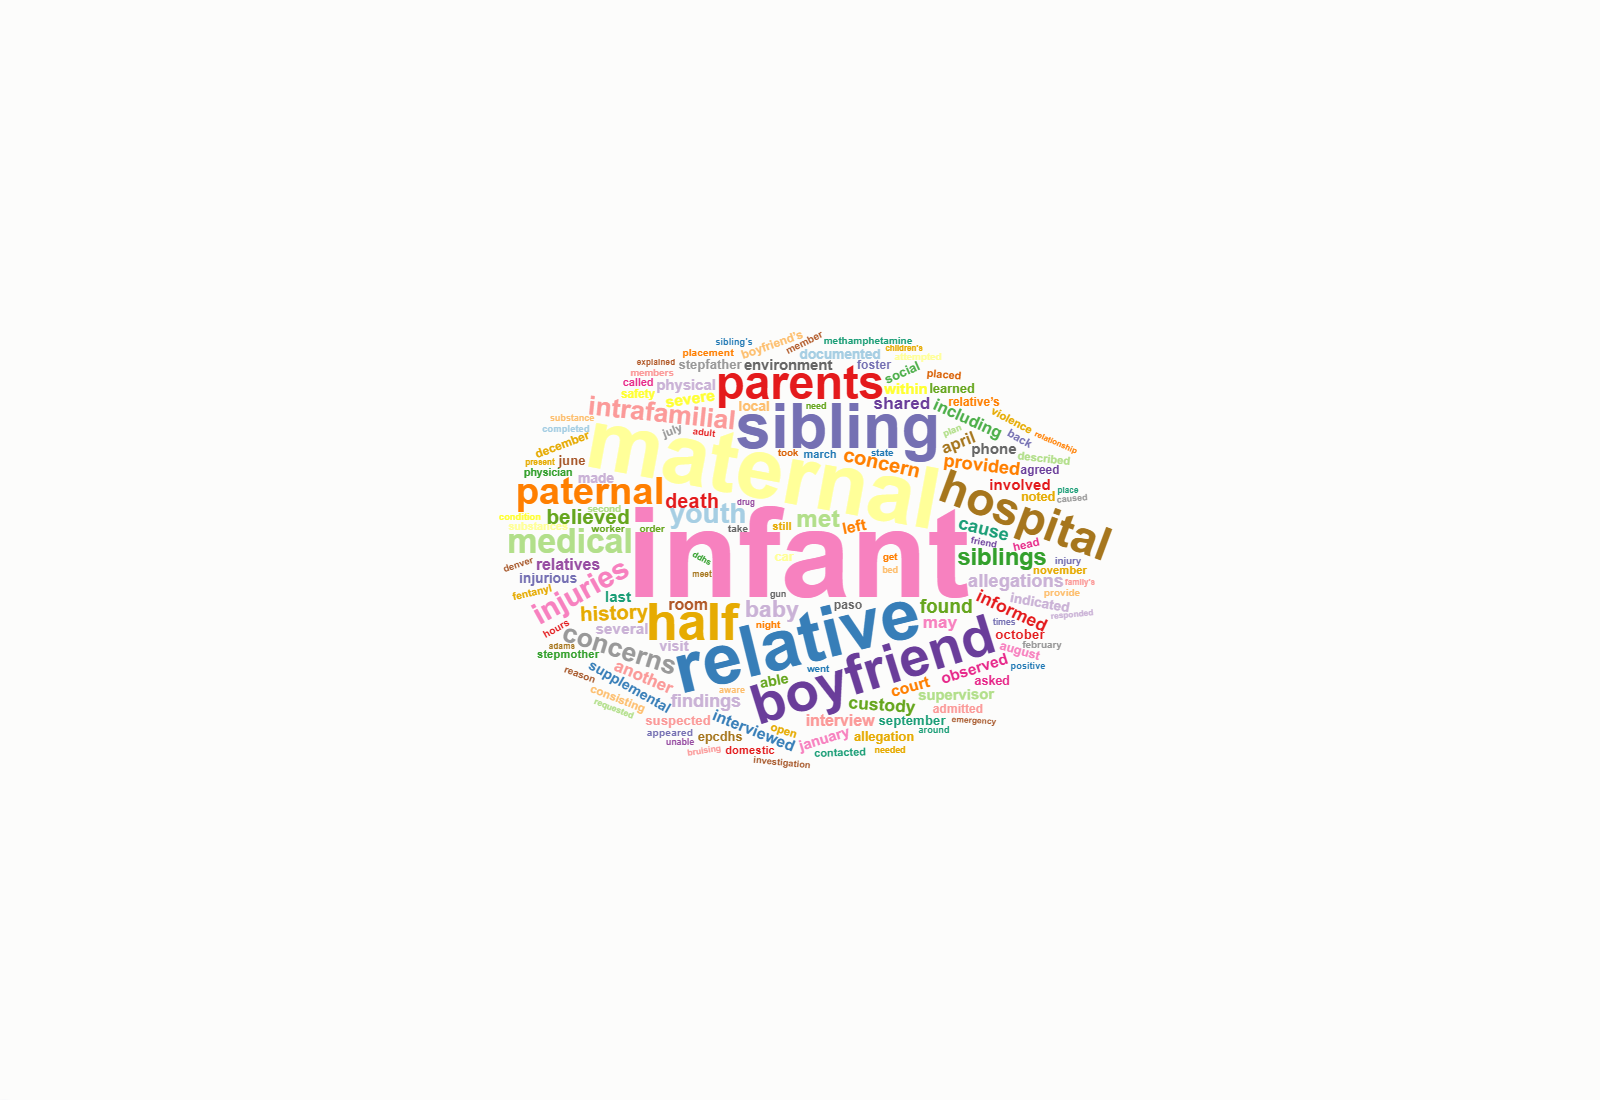 sibling's
boyfriend's
member
methamphetamine
children's
placement
documented
explained
stepfather
environment
foster
social
placed
members
called
physical
parents
within
learned
safely
severe
local
need
shared
relative's
intrafamilial
sibling
including
violence
substance
july
adult
back
relationship
completed
december
maternal
took
march
state
concern
plan
april
phone
described
present
june
provided
agreed
physician
made
hospital
involved
paternal
death
drug
noted
place
caused
second
youth
met
left
cause
condition
believed
substances
worker
order
take
still
infant
friend
head
medical
siblings
injury
denver
relatives
ddhs
get
november
injurious
meet
bed
allegations
family's
fentanyl
injuries
last
gun
provide
room
baby
paso
found
informed
indicated
responded
history
half
relative
may
times
hours
several
night
october
adams
concerns
visit
boyfriend
february
stepmother
august
went
observed
positive
reason
another
able
asked
supplemental
aware
court
consisting
findings
custody
supervisor
requested
admitted
suspected
interviewed
interview
september
emergency
appeared
open
around
epcdhs
january
allegation
unable
bruising
domestic
contacted
needed
investigation